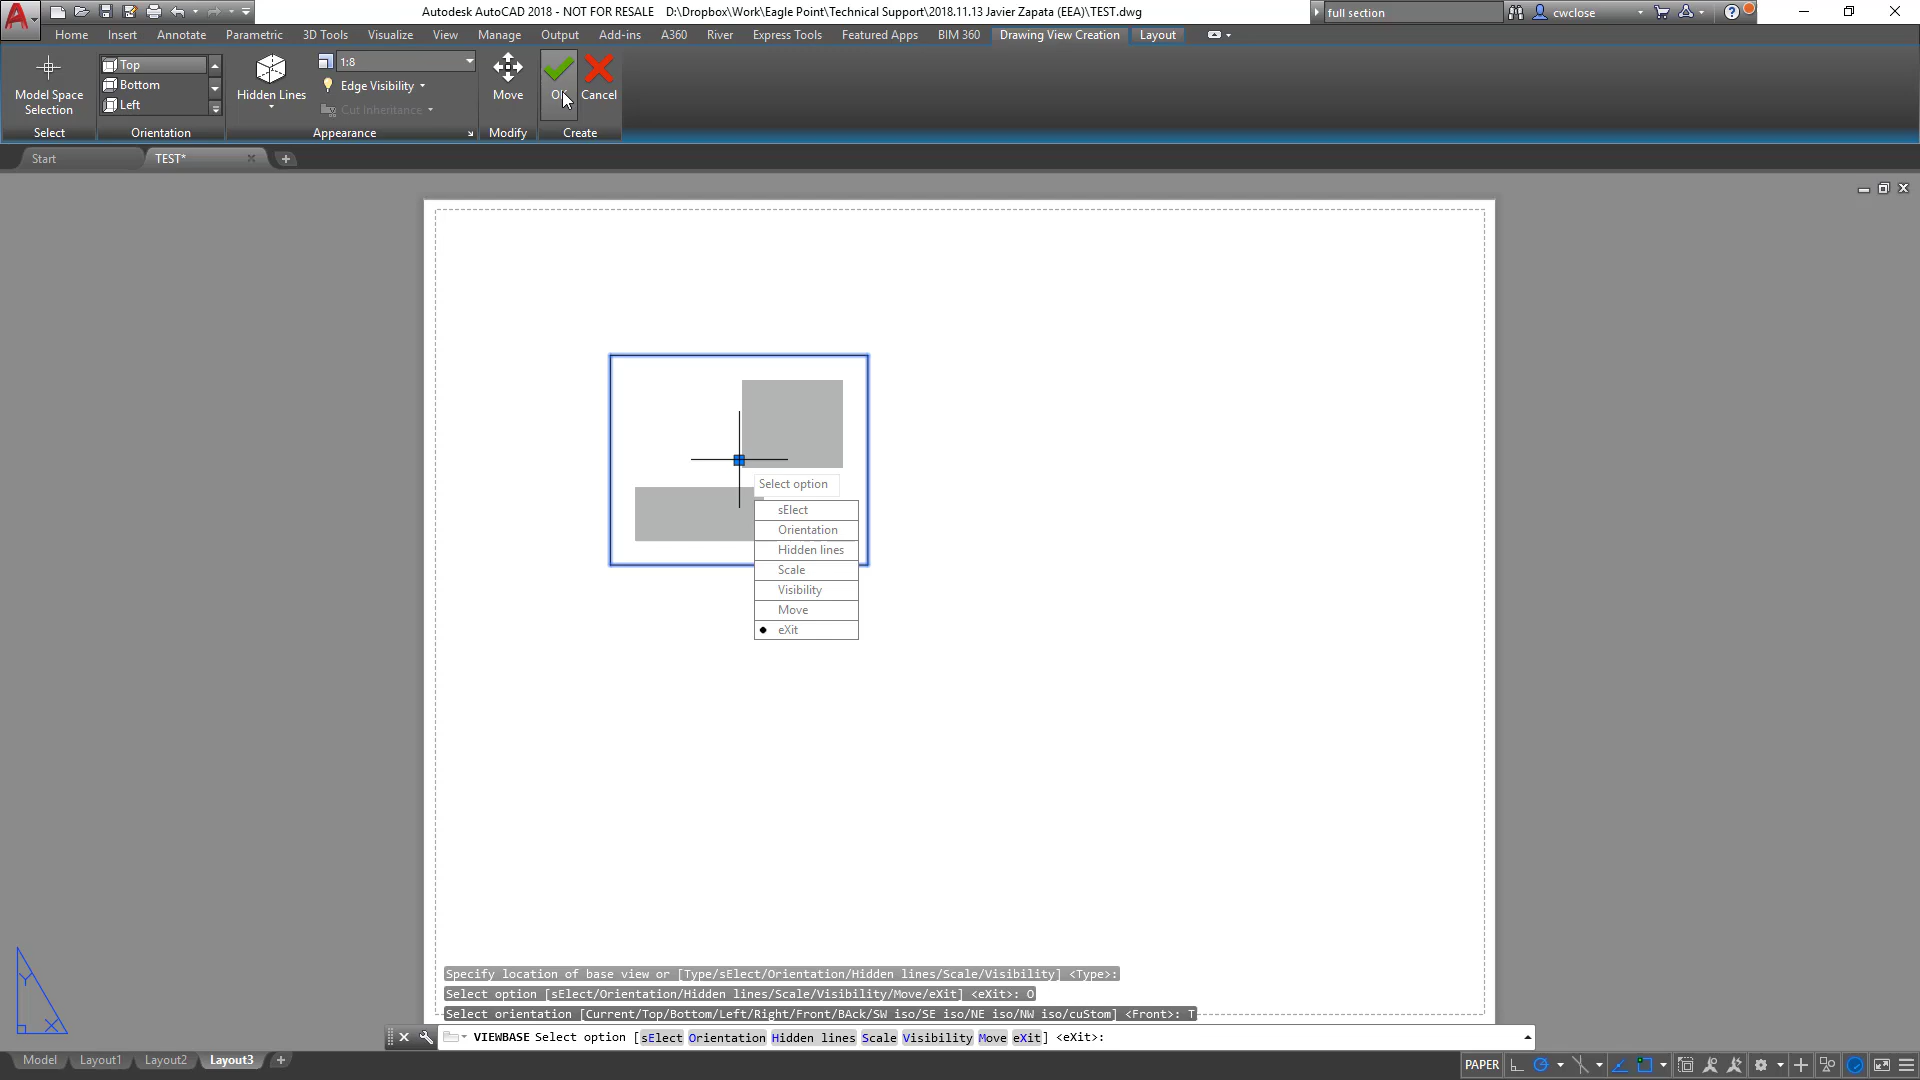 Autodesk AutoCAD 2018 - NOT FOR RESALE D:\Dropbox\Work\Eagle Point\Technical Support\2018.11.13 Javier Zapata (EEA)\TEST.dwg
full section
cwclose
Home Insert Annotate Parametric 3D Tools Visualize View Manage Output Add-ins A360 River Express Tools Featured Apps BIM 360 Drawing View Creation Layout
Model Space
Selection
Select
Top
Bottom
Left
Orientation
Hidden Lines
1:8
Edge Visibility
Cut Inheritance
Appearance
Move
Modify
OK
Cancel
Create
Start TEST*
Select option
sElect
Orientation
Hidden lines
Scale
Visibility
Move
eXit
Y
X
Specify location of base view or [Type/sElect/Orientation/Hidden lines/Scale/Visibility] <Type>:
Select option [sElect/Orientation/Hidden lines/Scale/Visibility/Move/eXit] <eXit>: O
Select orientation [Current/Top/Bottom/Left/Right/Front/BAck/SW iso/SE iso/NE iso/NW iso/cuStom] <Front>: T
VIEWBASE Select option [sElect Orientation Hidden lines Scale Visibility Move eXit] <eXit>:
Model Layout1 Layout2 Layout3
PAPER